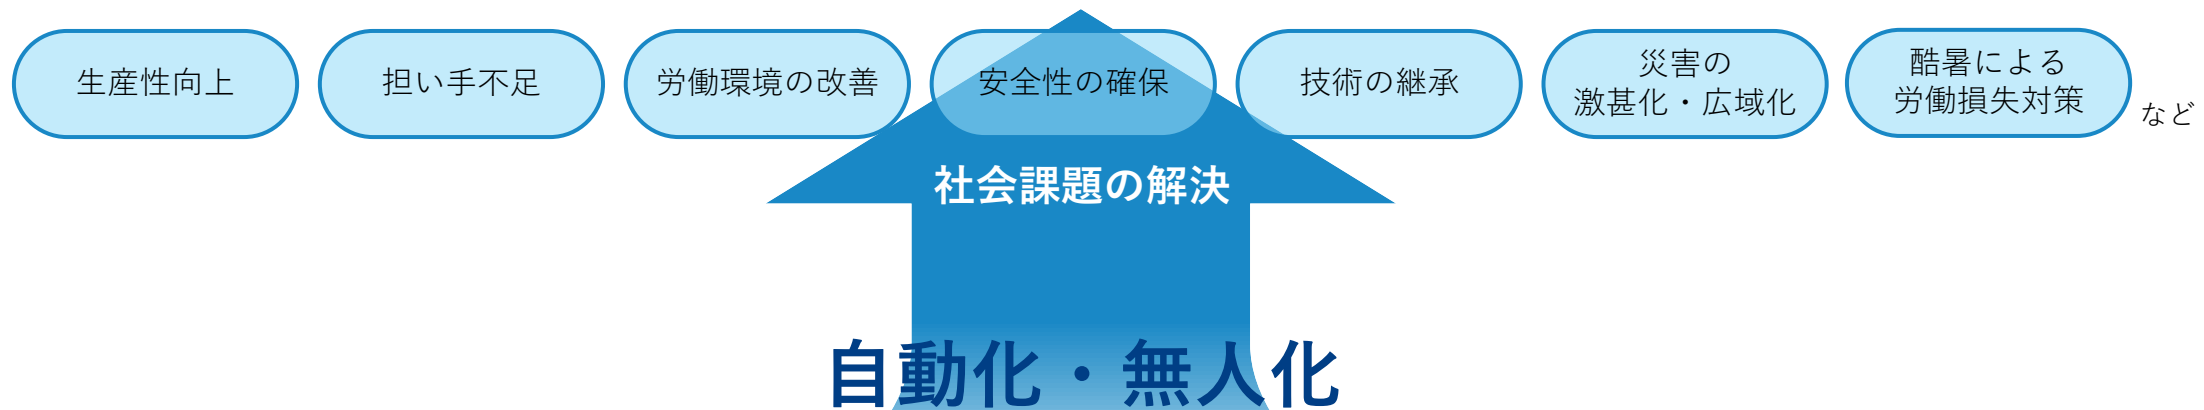 生産性向上
担い手不足
労働環境の改善
安全性の確保
技術の継承
災害の
激甚化・広域化
酷暑による
労働損失対策
など
社会課題の解決
自動化・無人化